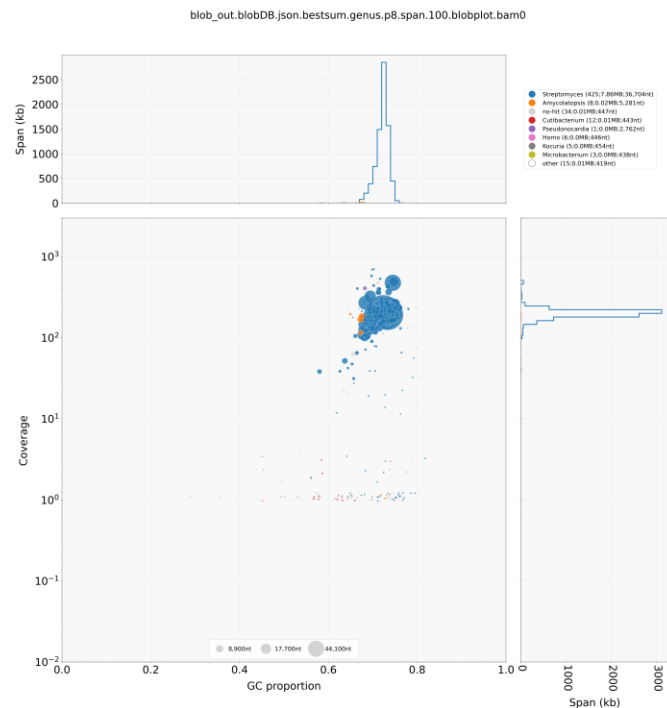 blob_out.blobDB.json.bestsum.genus.p8.span.100.blobplot.bam0
2500
2000
1500
1000
500
0
Span (kb)
Streptomyces (425;7.86MB;36,704nt)
Amycolatopsis (8;0.02MB;5,281nt)
no-hit (34;0.01MB;447nt)
Cutibacterium (12;0.01MB;443nt)
Pseudonocardia (1;0.0MB;2,762nt)
Homo (6;0.0MB;446nt)
Kocuria (5;0.0MB;454nt)
Microbacterium (3;0.0MB;438nt)
other (15;0.01MB;419nt)
10³
10²
10¹
10⁰
10⁻¹
10⁻²
Coverage
8,900nt
17,700nt
44,100nt
0.0
0.2
0.4
0.6
0.8
1.0
GC proportion
0
1000
2000
3000
Span (kb)